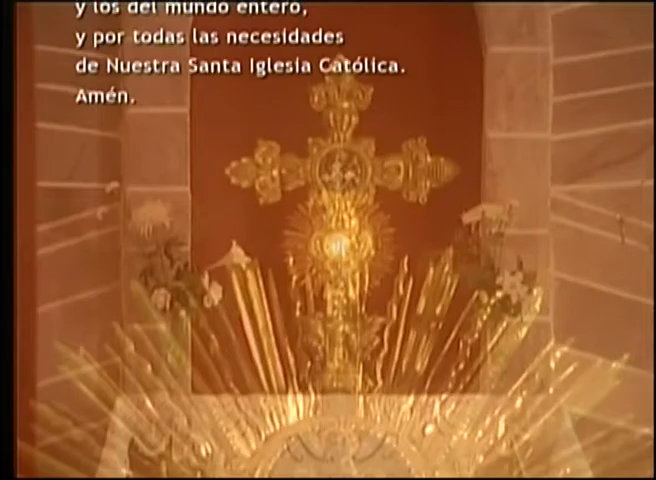 y los del mundo entero,
y por todas las necesidades
de Nuestra Santa Iglesia Católica.
Amén.